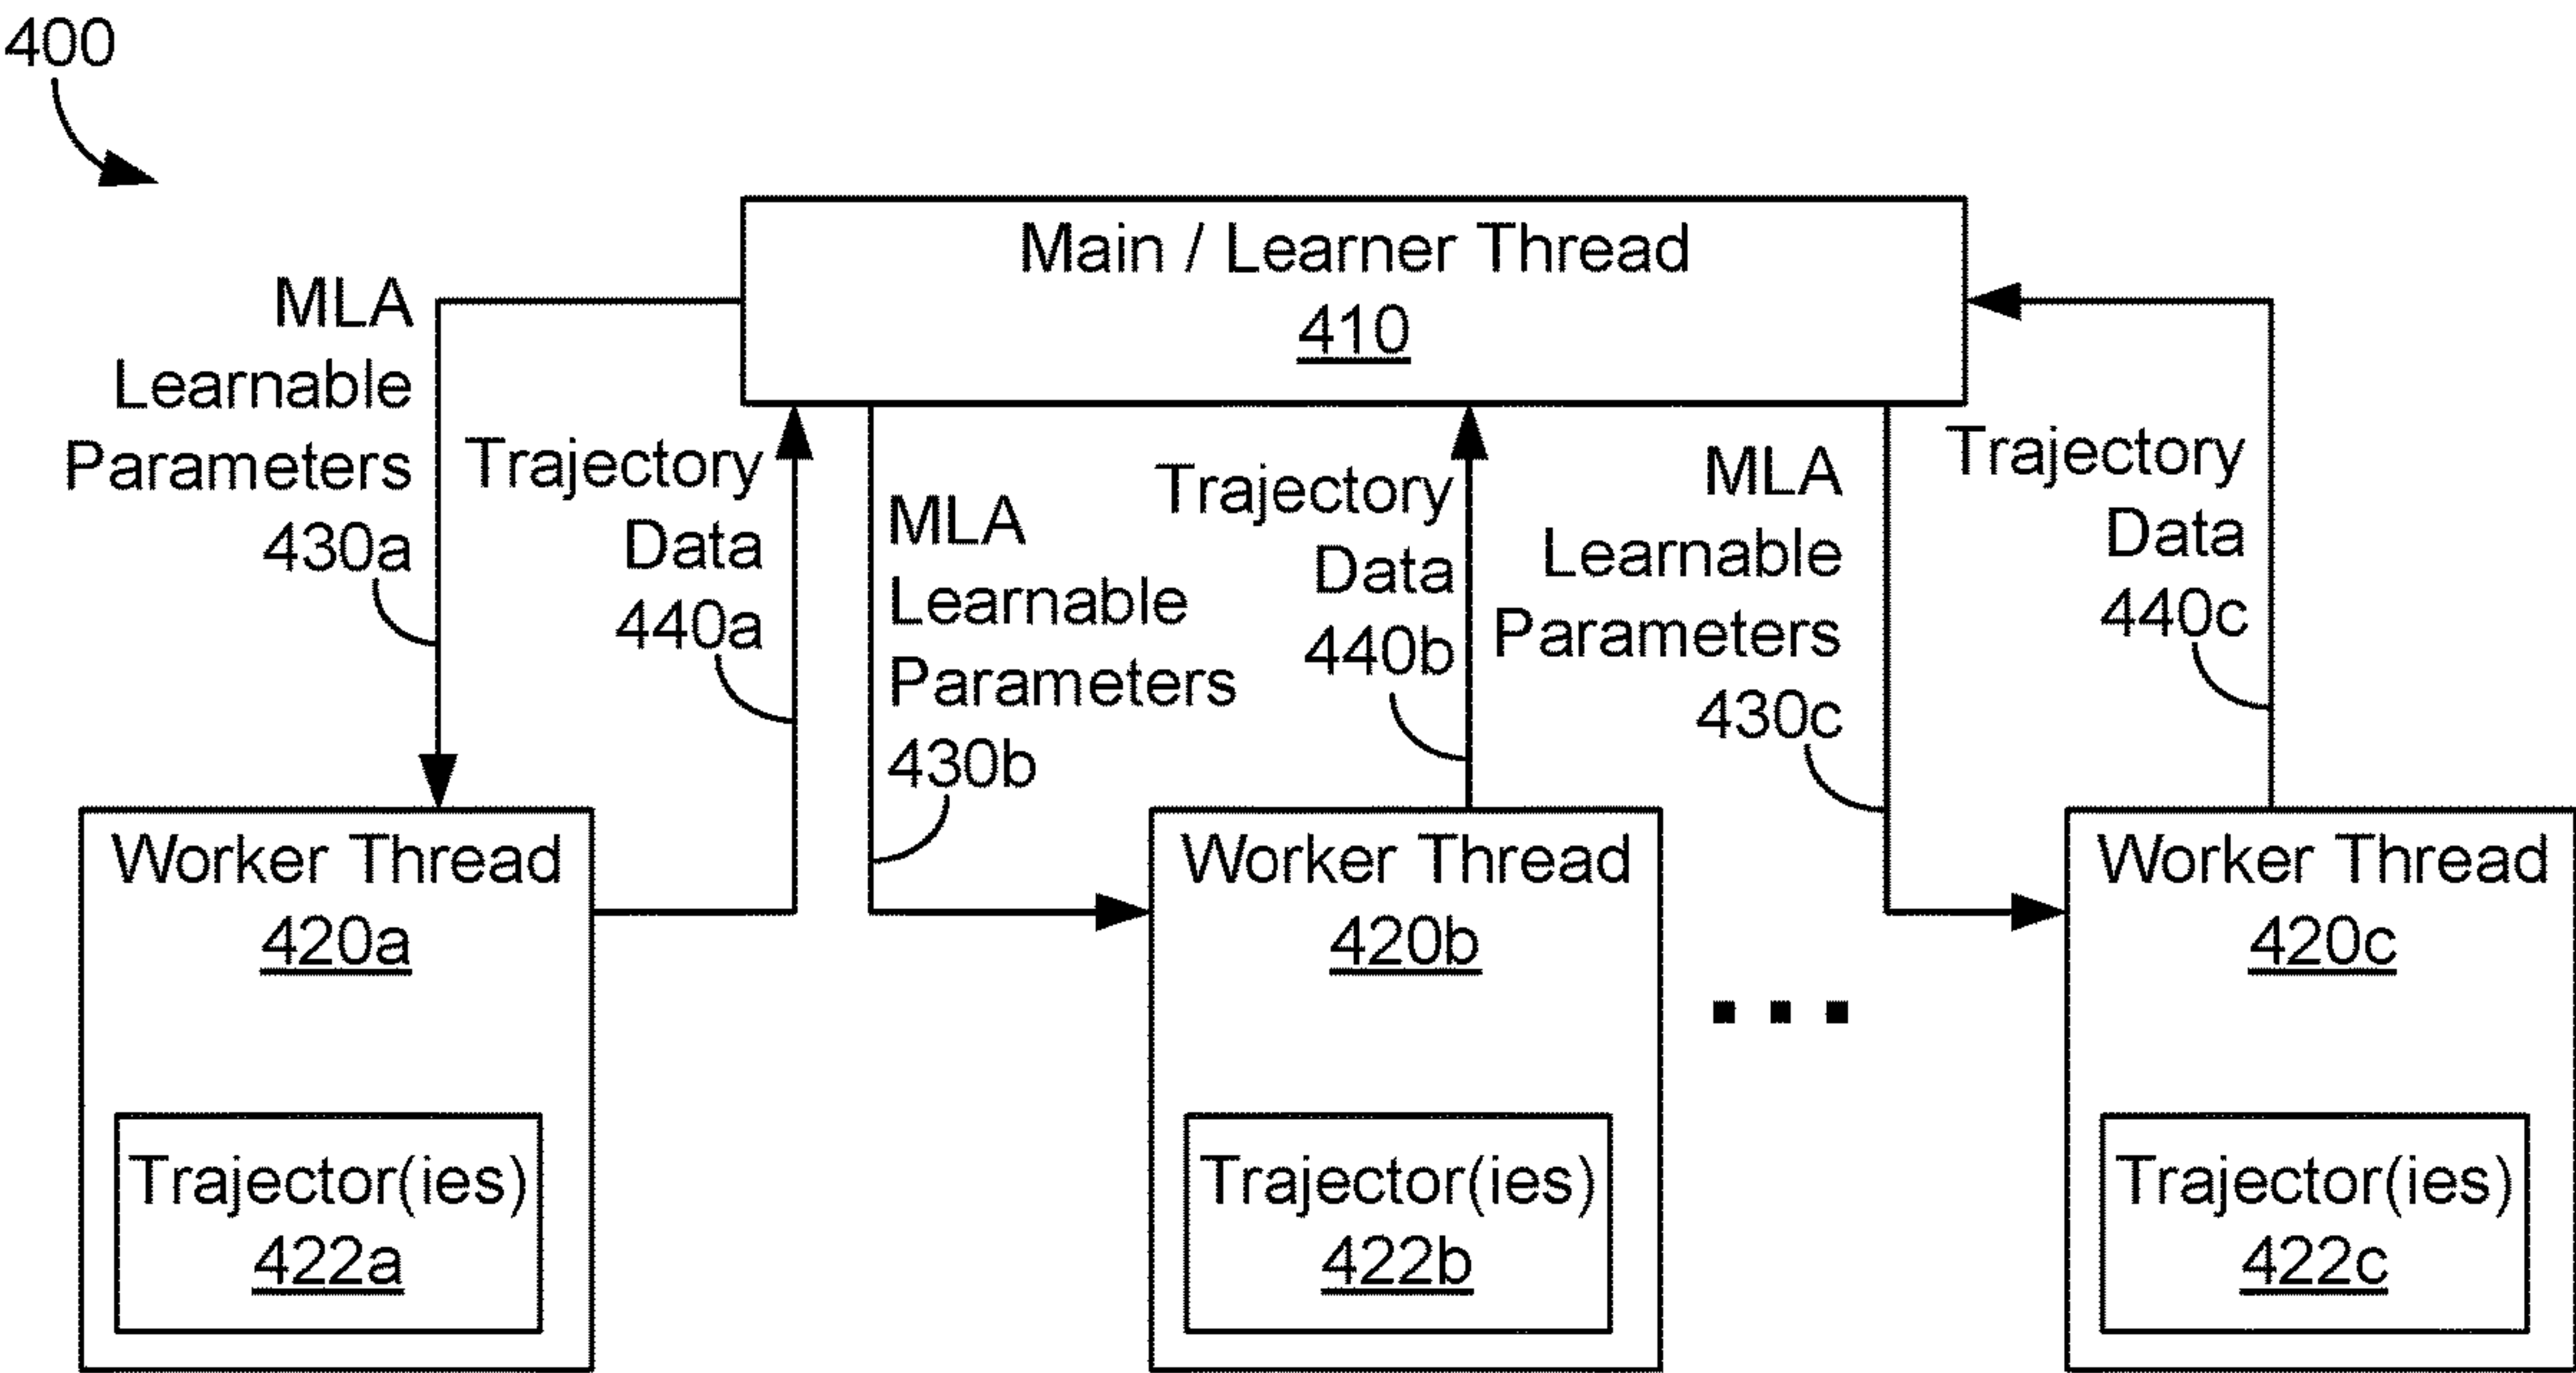 400
Main / Learner Thread
410
MLA
Learnable
Parameters
430a
Trajectory
Data
440a
MLA
Learnable
Parameters
430b
Trajectory
Data
440b
MLA
Learnable
Parameters
430c
Trajectory
Data
440c
Worker Thread
420a
Trajector(ies)
422a
Worker Thread
420b
Trajector(ies)
422b
...
Worker Thread
420c
Trajector(ies)
422c